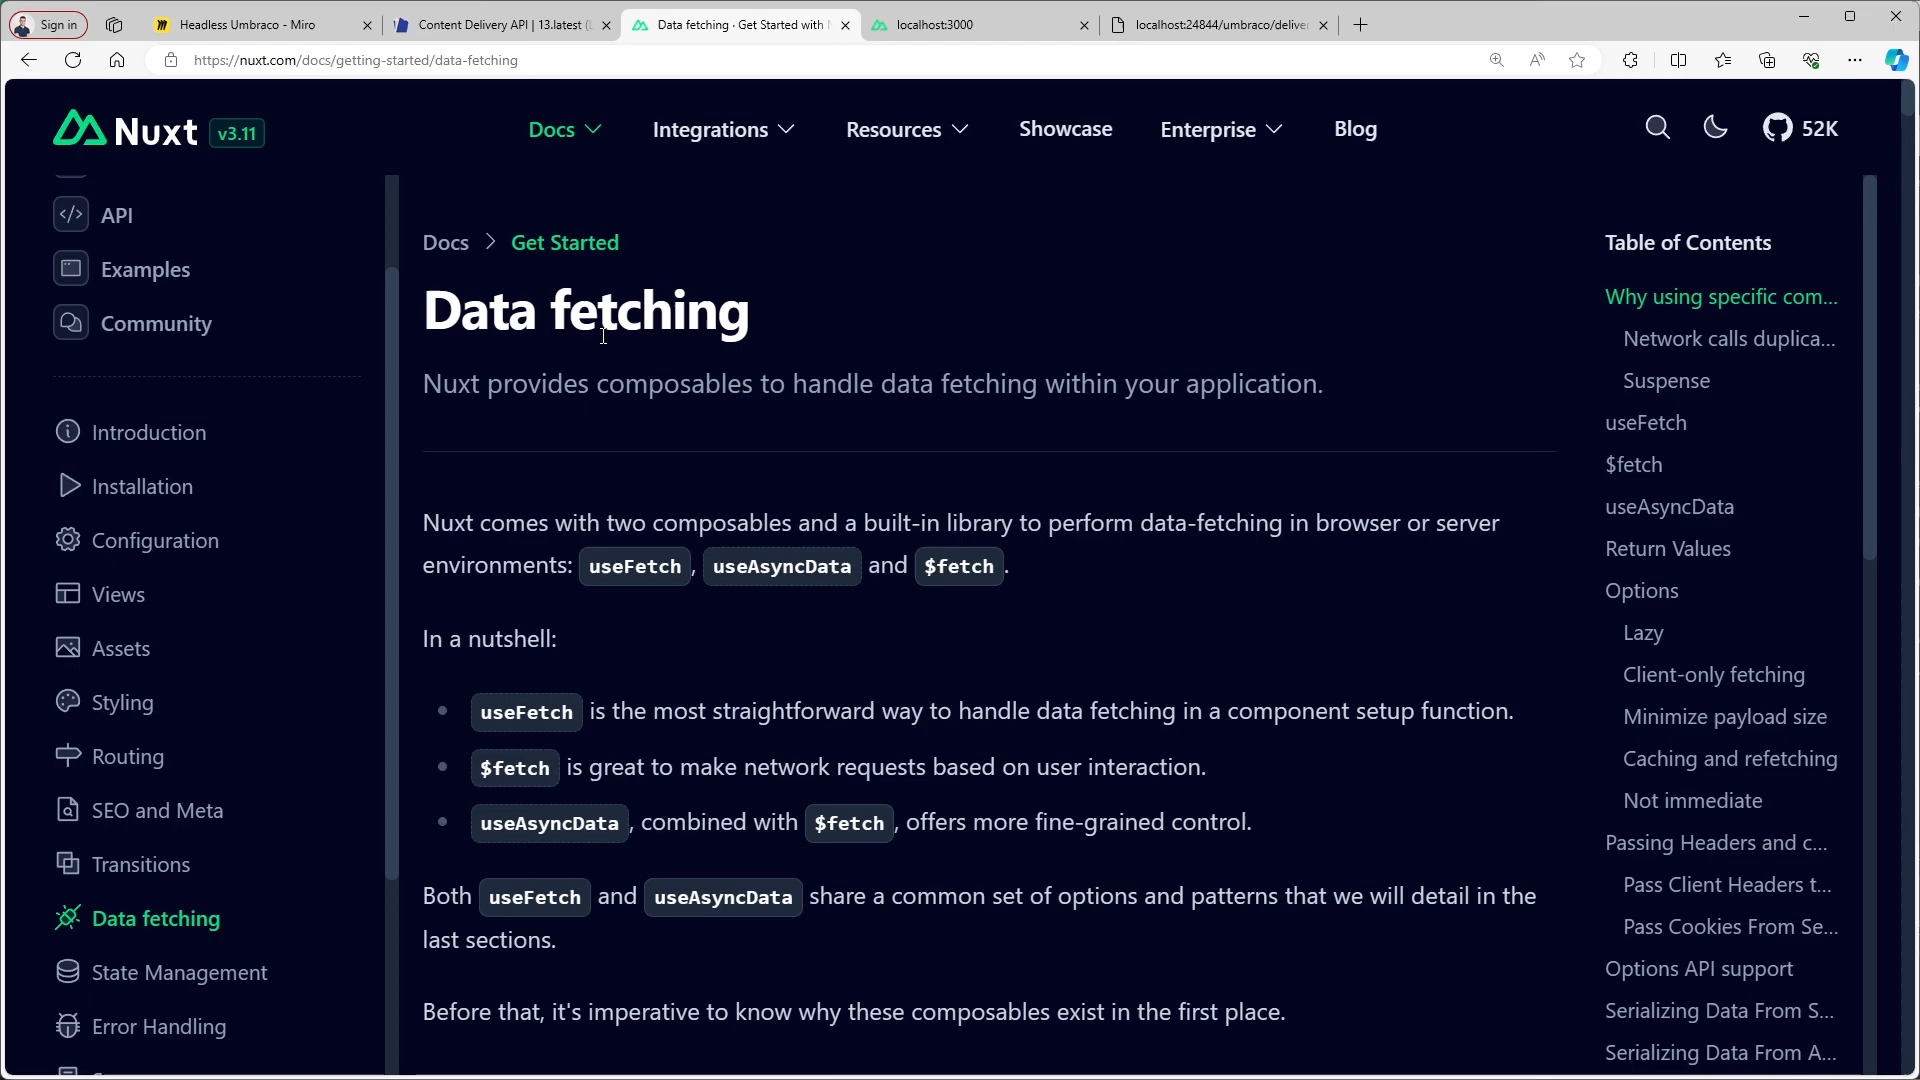 Sign in
Headless Umbraco - Miro
Content Delivery API | 13.latest (
Data fetching · Get Started with
localhost:3000
localhost:24844/umbraco/delive
https://nuxt.com/docs/getting-started/data-fetching
Nuxt v3.11
Docs
Integrations
Resources
Showcase
Enterprise
Blog
52K
API
Examples
Community
Introduction
Installation
Configuration
Views
Assets
Styling
Routing
SEO and Meta
Transitions
Data fetching
State Management
Error Handling
Docs > Get Started
Data fetching
Nuxt provides composables to handle data fetching within your application.
Nuxt comes with two composables and a built-in library to perform data-fetching in browser or server
environments: useFetch, useAsyncData and $fetch.
In a nutshell:
• useFetch is the most straightforward way to handle data fetching in a component setup function.
• $fetch is great to make network requests based on user interaction.
• useAsyncData, combined with $fetch, offers more fine-grained control.
Both useFetch and useAsyncData share a common set of options and patterns that we will detail in the
last sections.
Before that, it's imperative to know why these composables exist in the first place.
Table of Contents
Why using specific com...
Network calls duplica...
Suspense
useFetch
$fetch
useAsyncData
Return Values
Options
Lazy
Client-only fetching
Minimize payload size
Caching and refetching
Not immediate
Passing Headers and c...
Pass Client Headers t...
Pass Cookies From Se...
Options API support
Serializing Data From S...
Serializing Data From A...